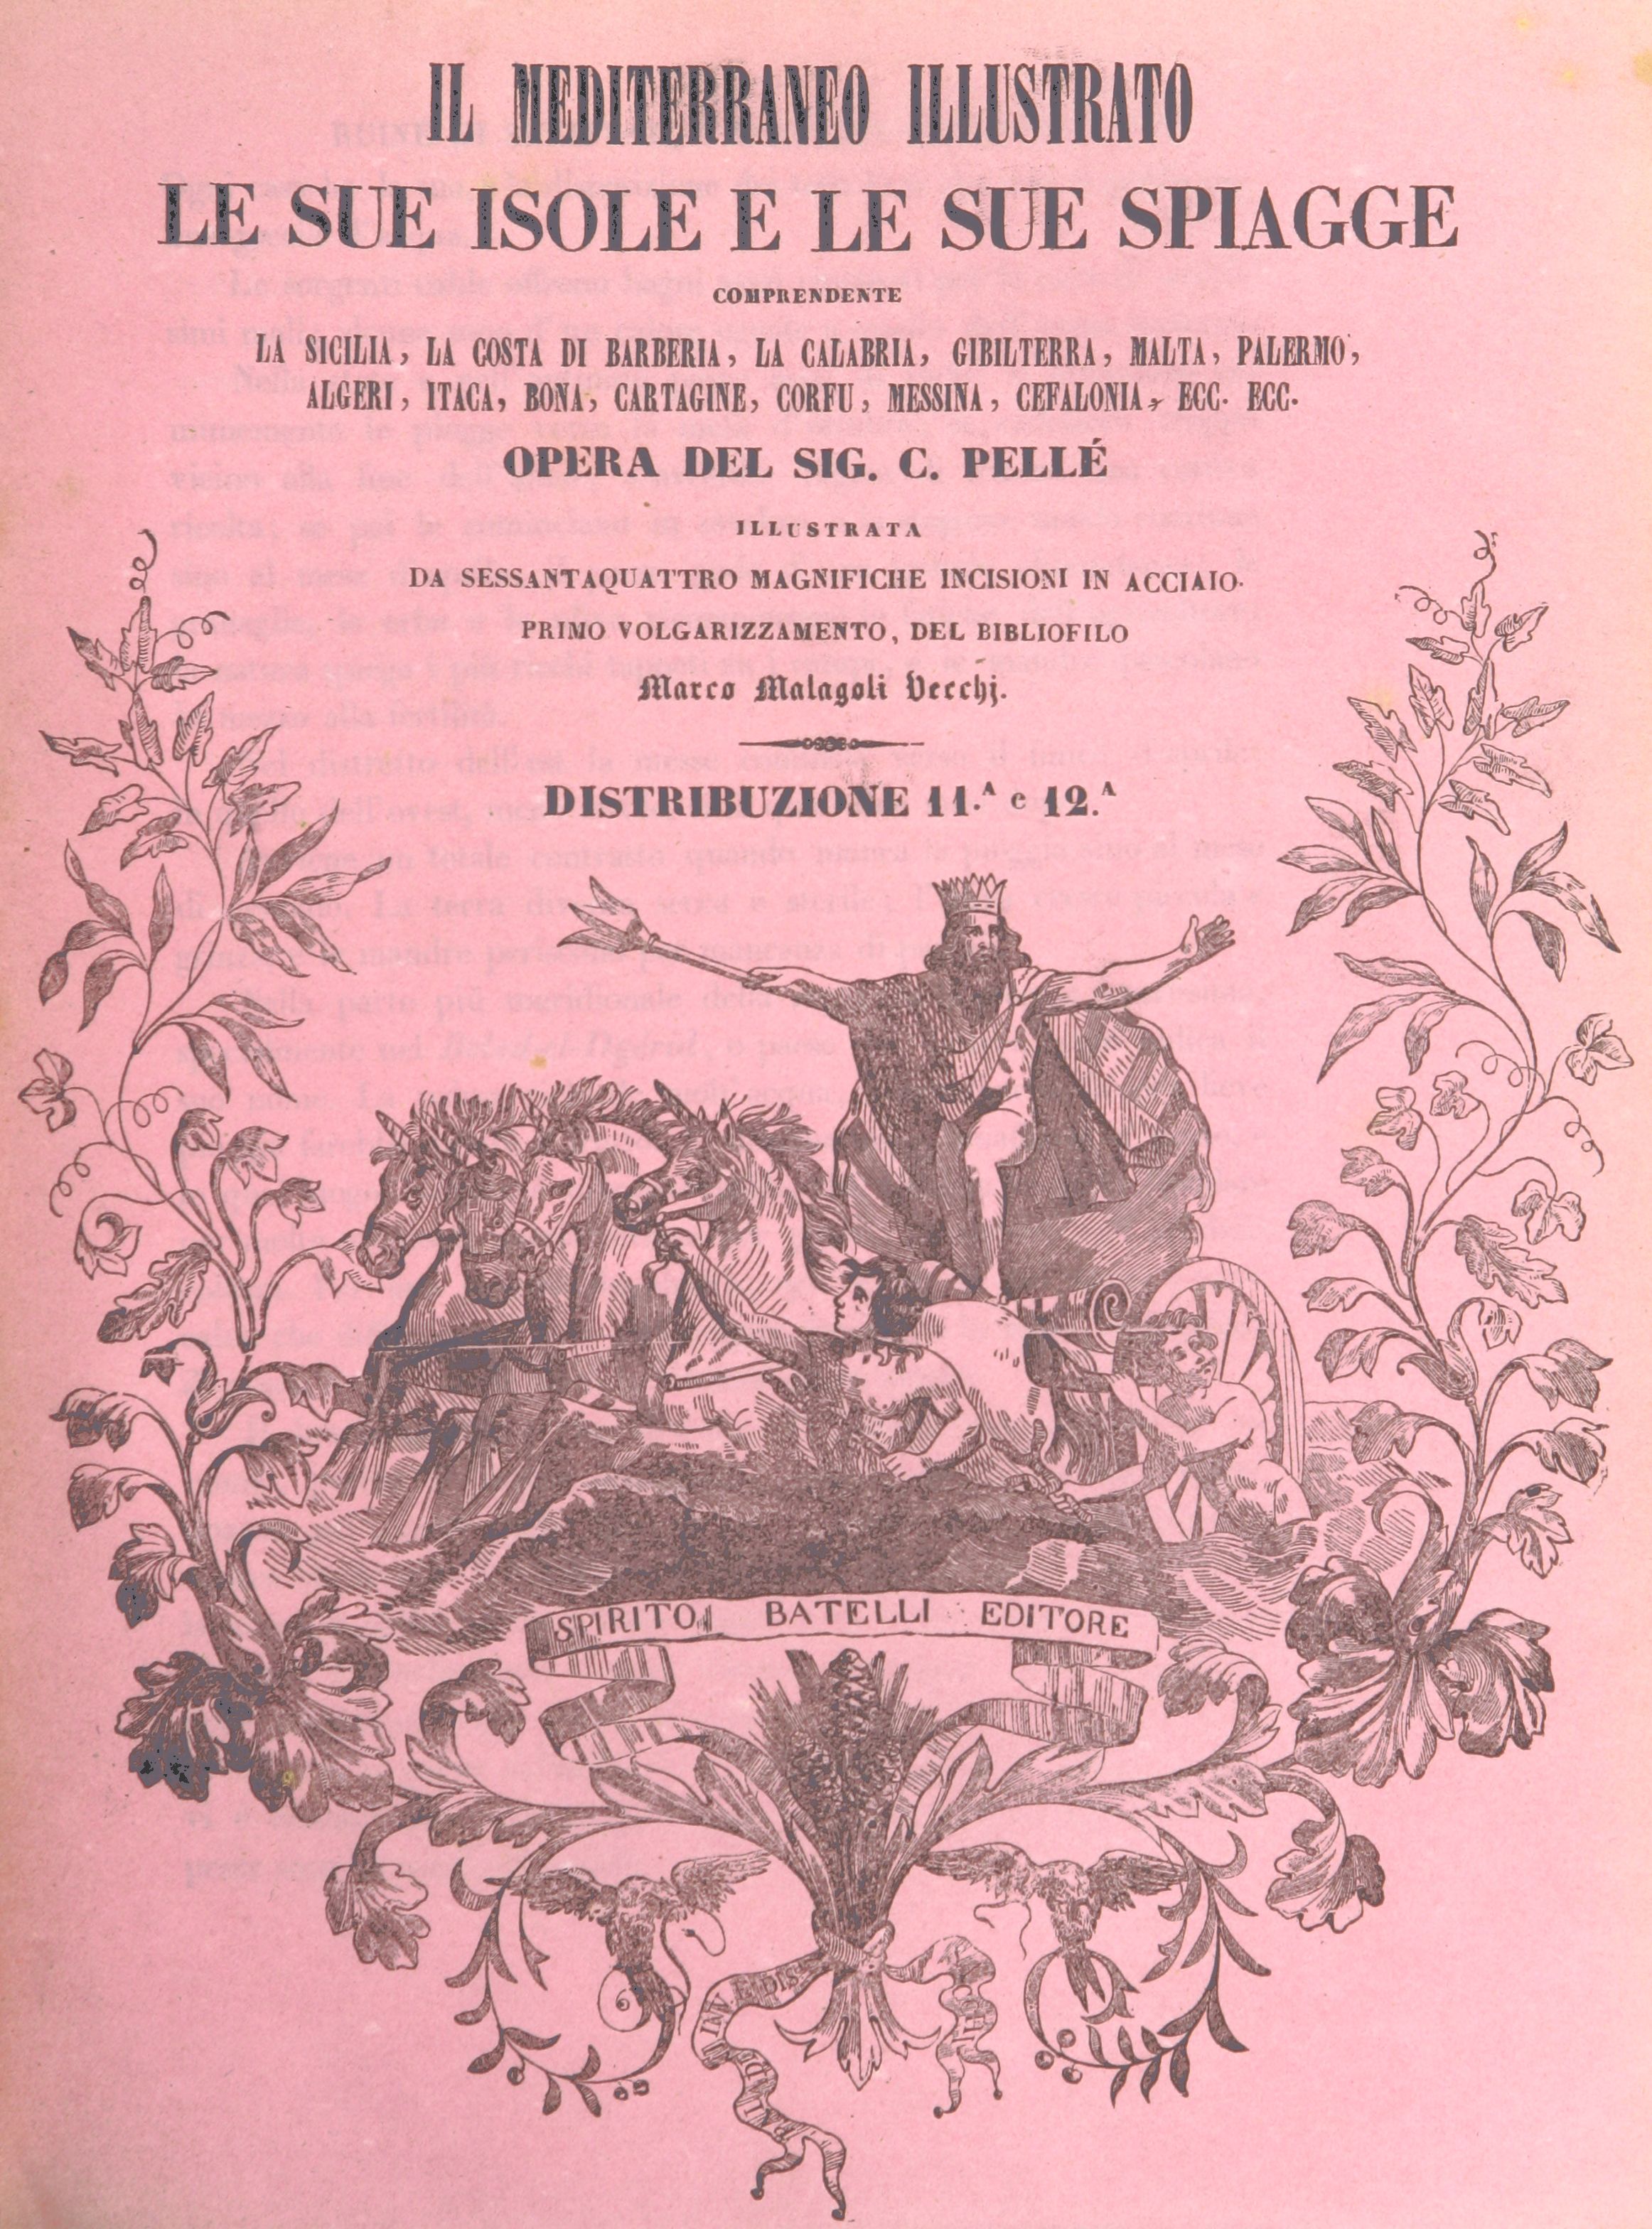 IL MEDITERRANEO ILLUSTRATO
LE SUE ISOLE E LE SUE SPIAGGE
COMPRENDENTE
LA SICILIA, LA COSTA DI BARBERIA, LA CALABRIA, GIBILTERRA, MALTA, PALERMO,
ALGERI, ITACA, BONA, CARTAGINE, CORFU, MESSINA, CEFALONIA, ECC. ECC.
OPERA DEL SIG. C. PELLÉ
ILLUSTRATA
DA SESSANTAQUATTRO MAGNIFICHE INCISIONI IN ACCIAIO.
PRIMO VOLGARIZZAMENTO, DEL BIBLIOFILO
Marco Malagoli Vecchj.
DISTRIBUZIONE 11.ᴬ e 12.ᴬ
SPIRITO BATELLI EDITORE